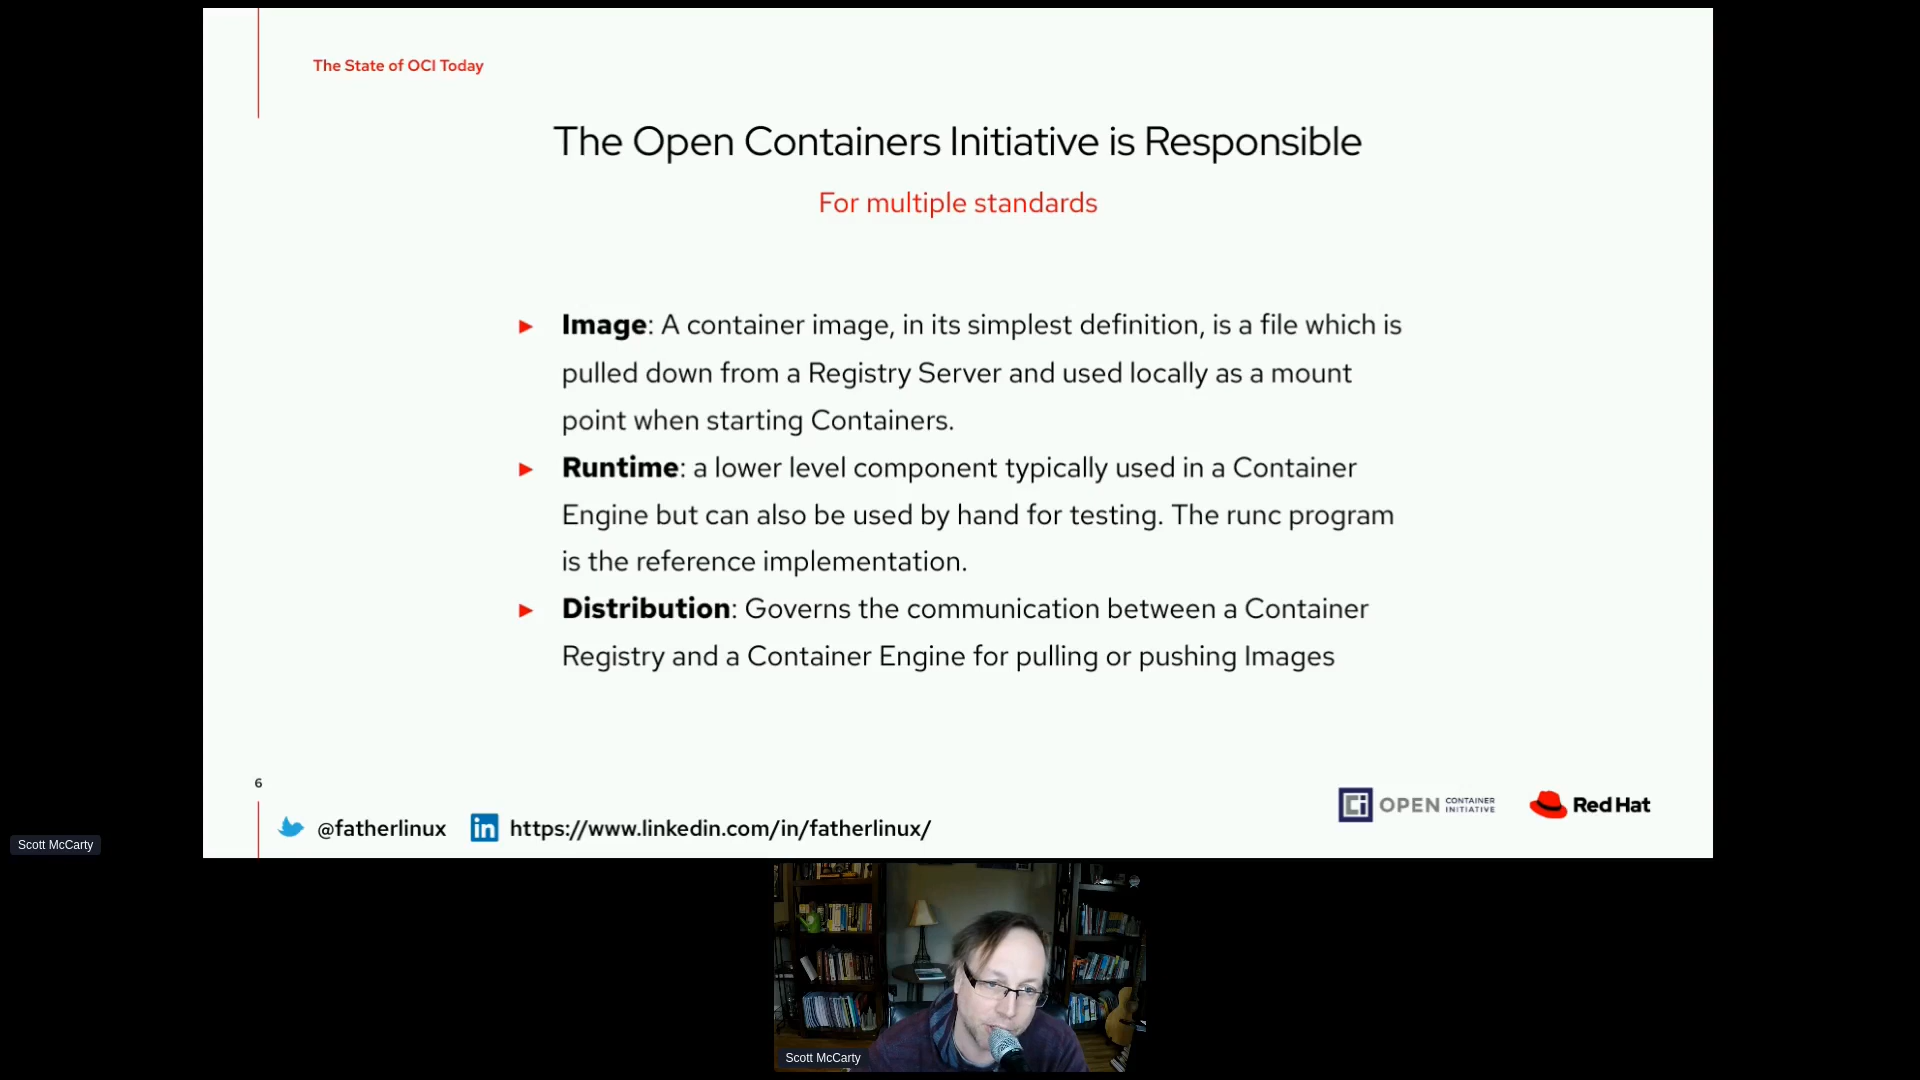 The State of OCI Today
The Open Containers Initiative is Responsible
For multiple standards
► Image: A container image, in its simplest definition, is a file which is
pulled down from a Registry Server and used locally as a mount
point when starting Containers.
► Runtime: a lower level component typically used in a Container
Engine but can also be used by hand for testing. The runc program
is the reference implementation.
► Distribution: Governs the communication between a Container
Registry and a Container Engine for pulling or pushing Images
6
@fatherlinux
in https://www.linkedin.com/in/fatherlinux/
OPEN CONTAINER
INITIATIVE
Red Hat
Scott McCarty
Scott McCarty